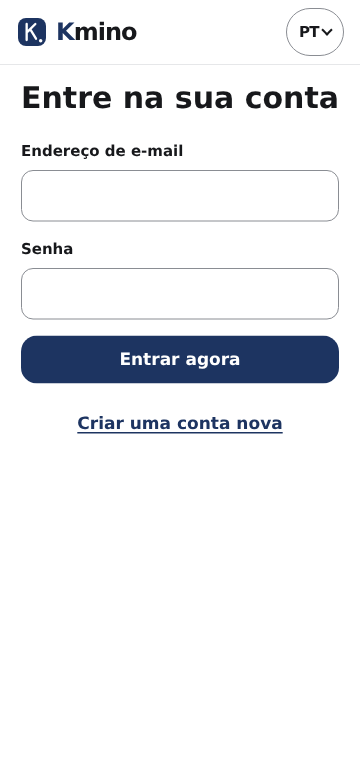 K. Kmino
PT
Entre na sua conta
Endereço de e-mail
Senha
Entrar agora
Criar uma conta nova